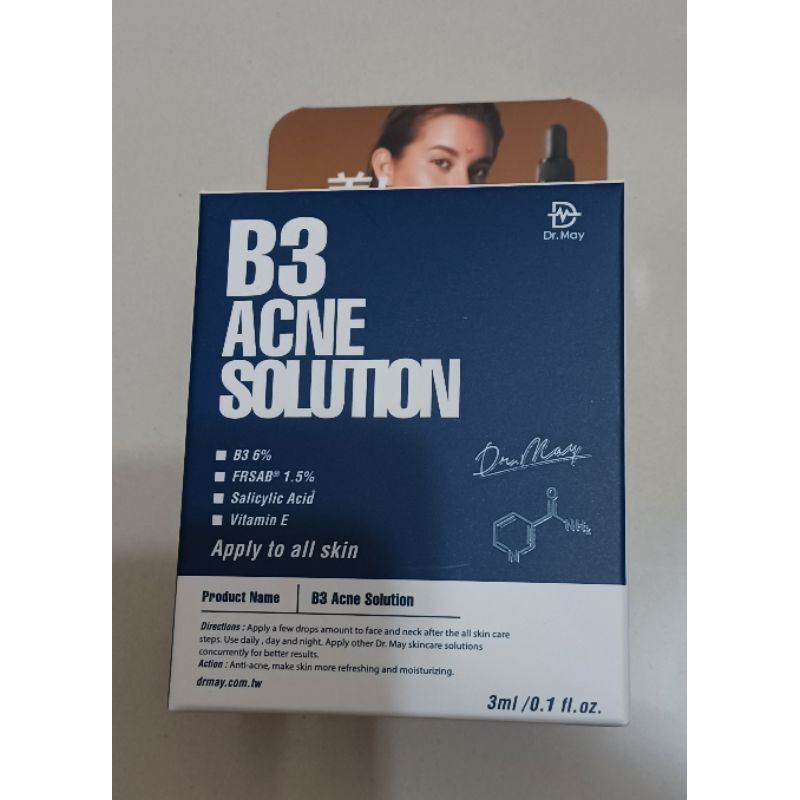 Dr. May
B3
ACNE
SOLUTION
B3 6%
FRSAB® 1.5%
Salicylic Acid
Vitamin E
Apply to all skin
Dr. May
NH₂
N
O
Product Name
B3 Acne Solution
Directions : Apply a few drops amount to face and neck after the all skin care
steps. Use daily , day and night. Apply other Dr. May skincare solutions
concurrently for better results.
Action : Anti-acne, make skin more refreshing and moisturizing.
drmay.com.tw
3ml /0.1 fl.oz.